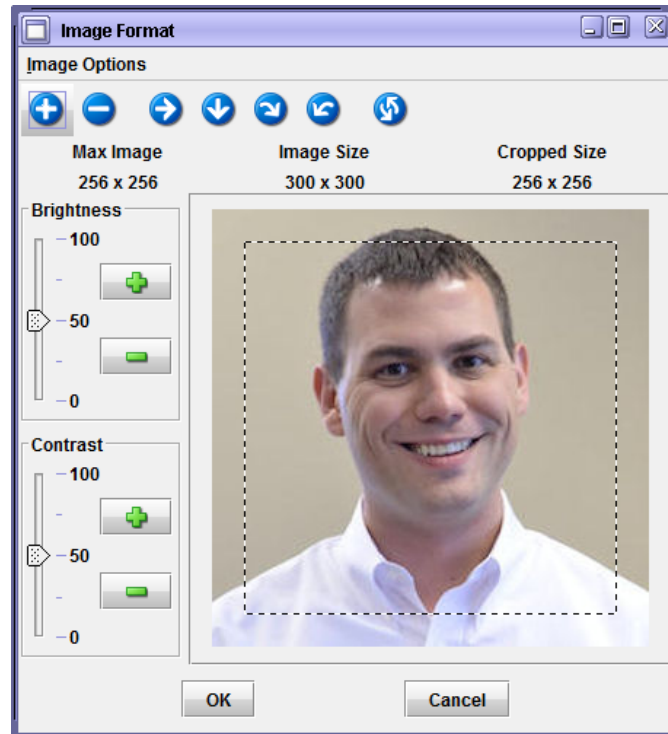 Image Format
Image Options
Max Image Image Size Cropped Size
256 x 256 300 x 300 256 x 256
Brightness
100
50
0
Contrast
100
50
0
OK Cancel